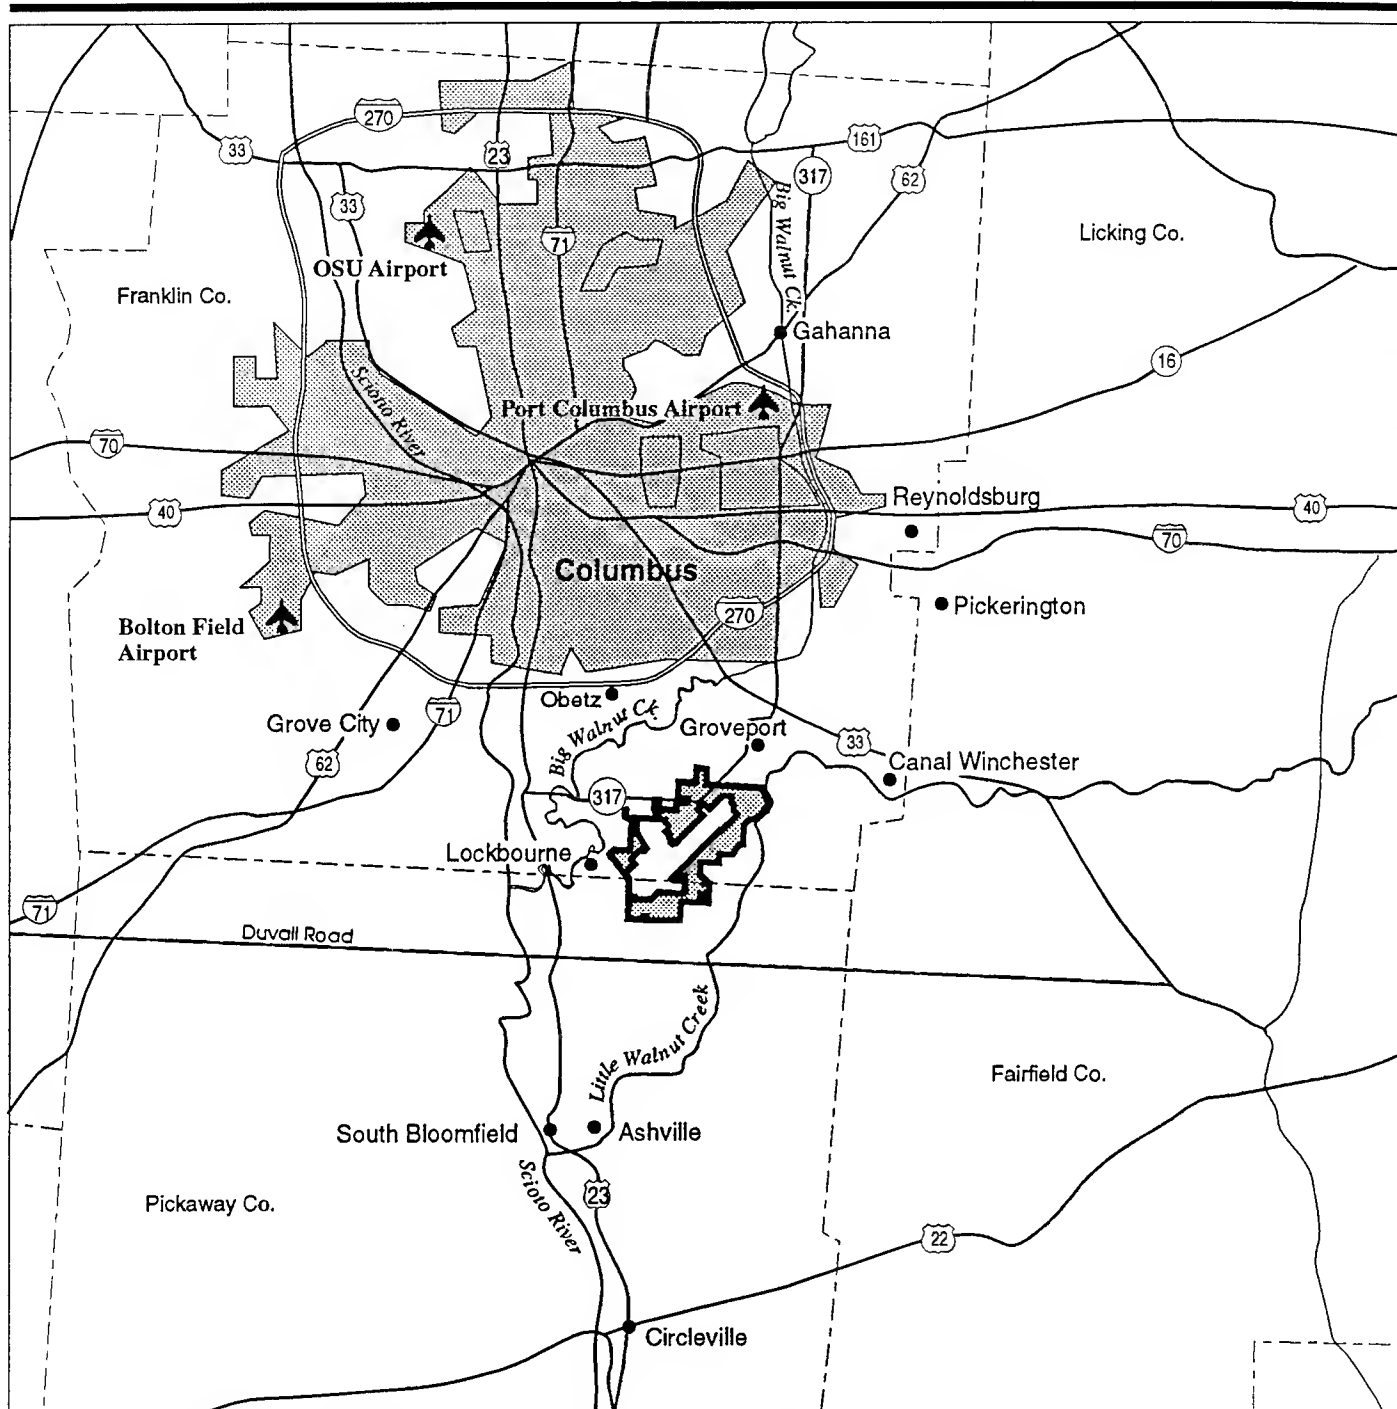 270
33
23
161
317
62
33
71
Big Walnut Ck.
Licking Co.
OSU Airport
Franklin Co.
Gahanna
16
Scioto River
Port Columbus Airport
70
Reynoldsburg
40
40
70
Columbus
Pickerington
270
Bolton Field
Airport
Obetz
71
Grove City
Big Walnut Ck.
Groveport
33
62
Canal Winchester
317
Lockbourne
71
Duvall Road
Little Walnut Creek
Fairfield Co.
South Bloomfield
Ashville
Scioto River
23
Pickaway Co.
22
Circleville